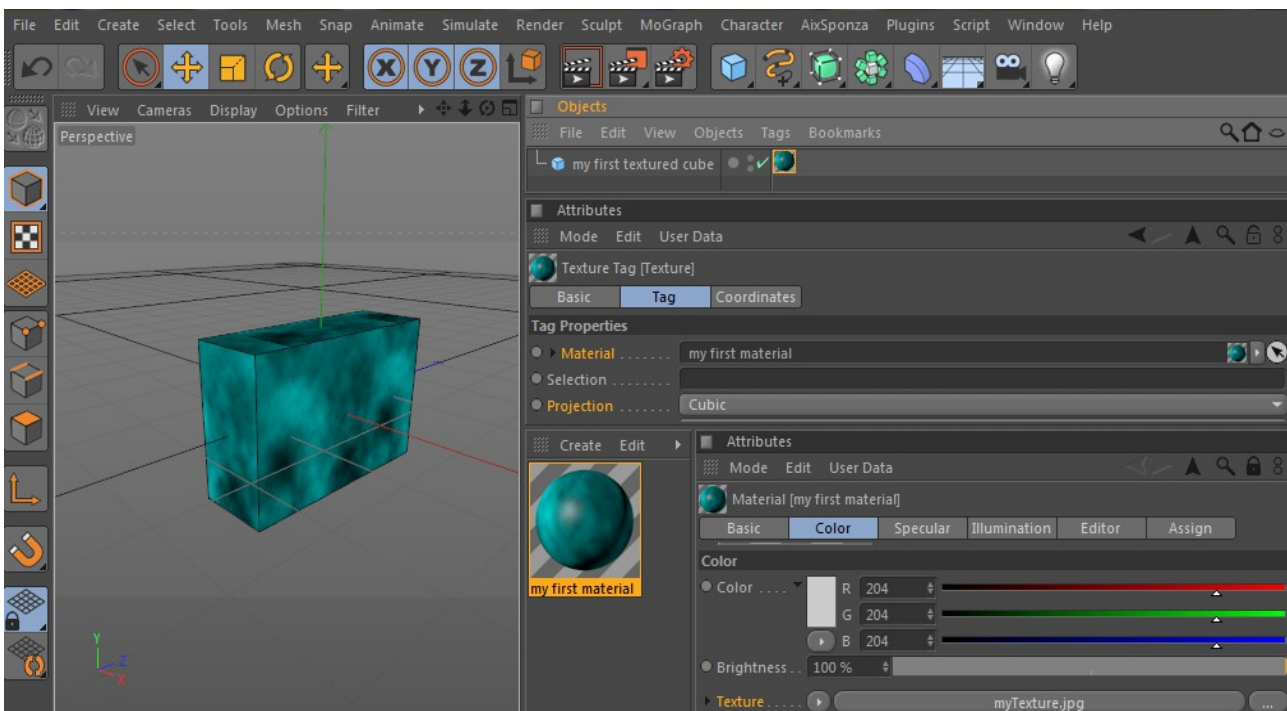 File Edit Create Select Tools Mesh Snap Animate Simulate Render Sculpt MoGraph Character AixSponza Plugins Script Window Help
X Y Z
View Cameras Display Options Filter
Perspective
Y
Z
X
Objects
File Edit View Objects Tags Bookmarks
my first textured cube
Attributes
Mode Edit User Data
Texture Tag [Texture]
Basic Tag Coordinates
Tag Properties
Material ....... my first material
Selection ........
Projection ....... Cubic
Create Edit
my first material
Attributes
Mode Edit User Data
Material [my first material]
Basic Color Specular Illumination Editor Assign
Color
Color .... R 204
G 204
B 204
Brightness.. 100 %
Texture..... myTexture.jpg ...